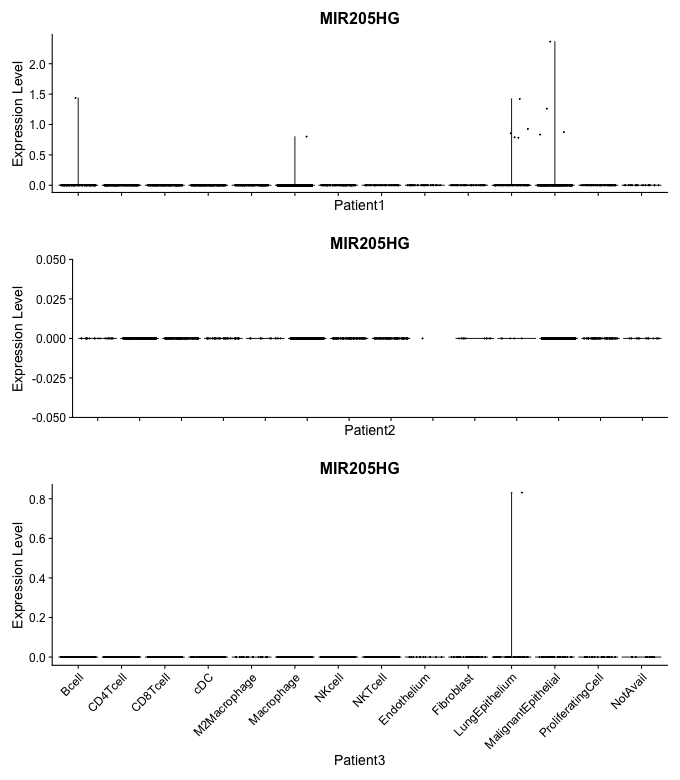 MIR205HG
Expression Level
2.0
1.5
1.0
0.5
0.0
Patient1
MIR205HG
Expression Level
0.050
0.025
0.000
-0.025
-0.050
Patient2
MIR205HG
Expression Level
0.8
0.6
0.4
0.2
0.0
Bcell
CD4Tcell
CD8Tcell
cDC
M2Macrophage
Macrophage
NKcell
NKTcell
Endothelium
Fibroblast
LungEpithelium
MalignantEpithelial
ProliferatingCell
NotAvail
Patient3